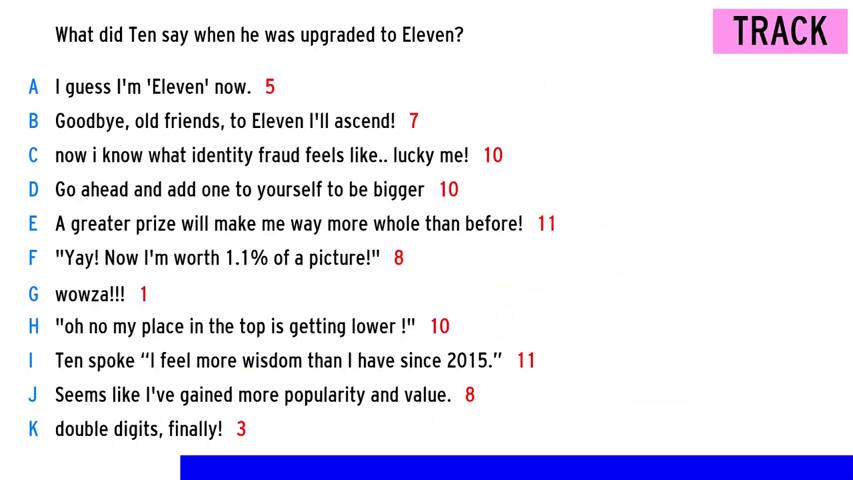 What did Ten say when he was upgraded to Eleven?
TRACK
A I guess I'm 'Eleven' now. 5
B Goodbye, old friends, to Eleven I'll ascend! 7
C now i know what identity fraud feels like.. lucky me! 10
D Go ahead and add one to yourself to be bigger 10
E A greater prize will make me way more whole than before! 11
F "Yay! Now I'm worth 1.1% of a picture!" 8
G wowza!!! 1
H "oh no my place in the top is getting lower !" 10
I Ten spoke “I feel more wisdom than I have since 2015.” 11
J Seems like I've gained more popularity and value. 8
K double digits, finally! 3